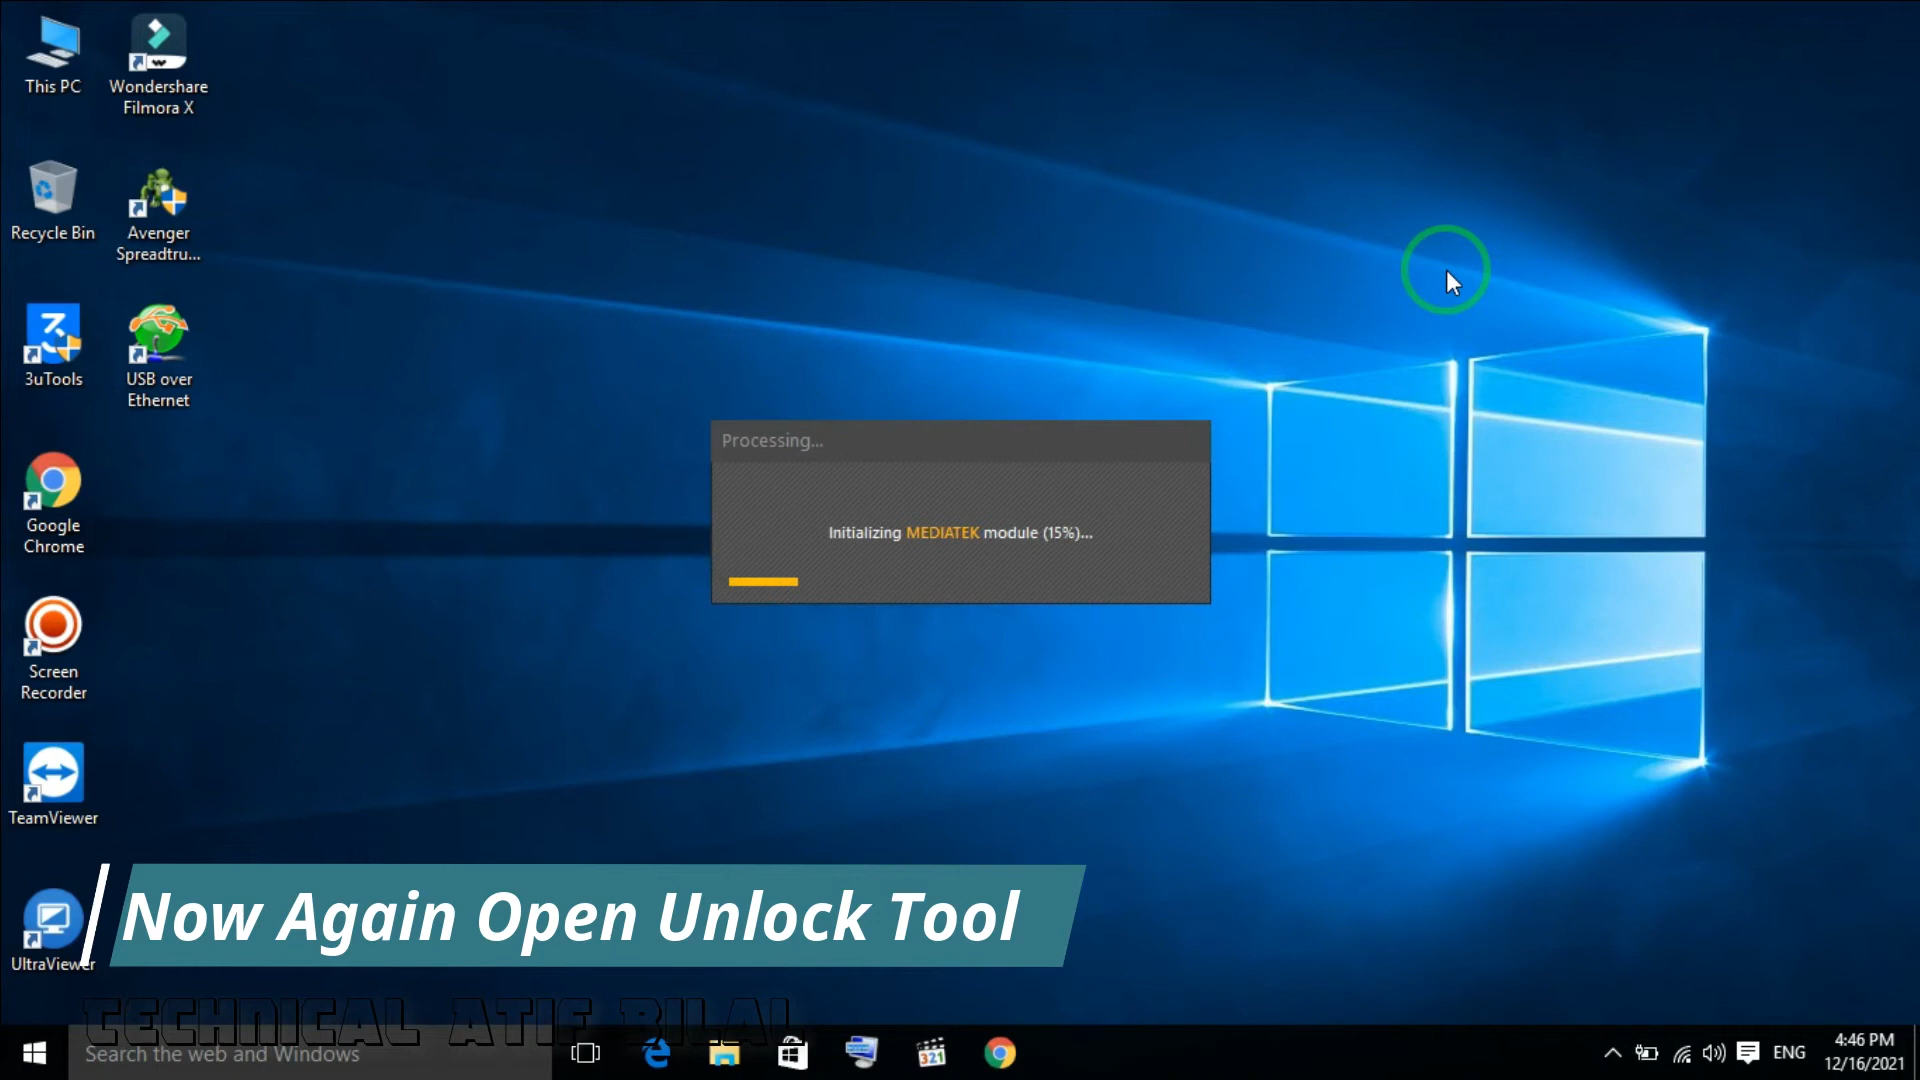 This PC
Wondershare
Filmora X
Recycle Bin
Avenger
Spreadtru...
3uTools
USB over
Ethernet
Google
Chrome
Screen
Recorder
TeamViewer
UltraViewer
Processing...
Initializing MEDIATEK module (15%)...
Now Again Open Unlock Tool
TECHNICAL ATIF BILAL
Search the web and Windows
321
ENG
4:46 PM
12/16/2021